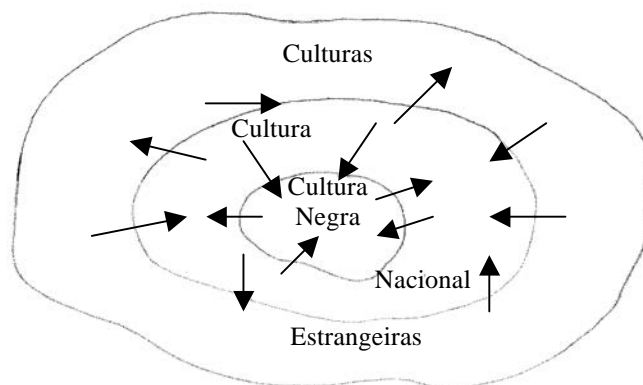 Culturas
Cultura
Cultura
Negra
Nacional
Estrangeiras